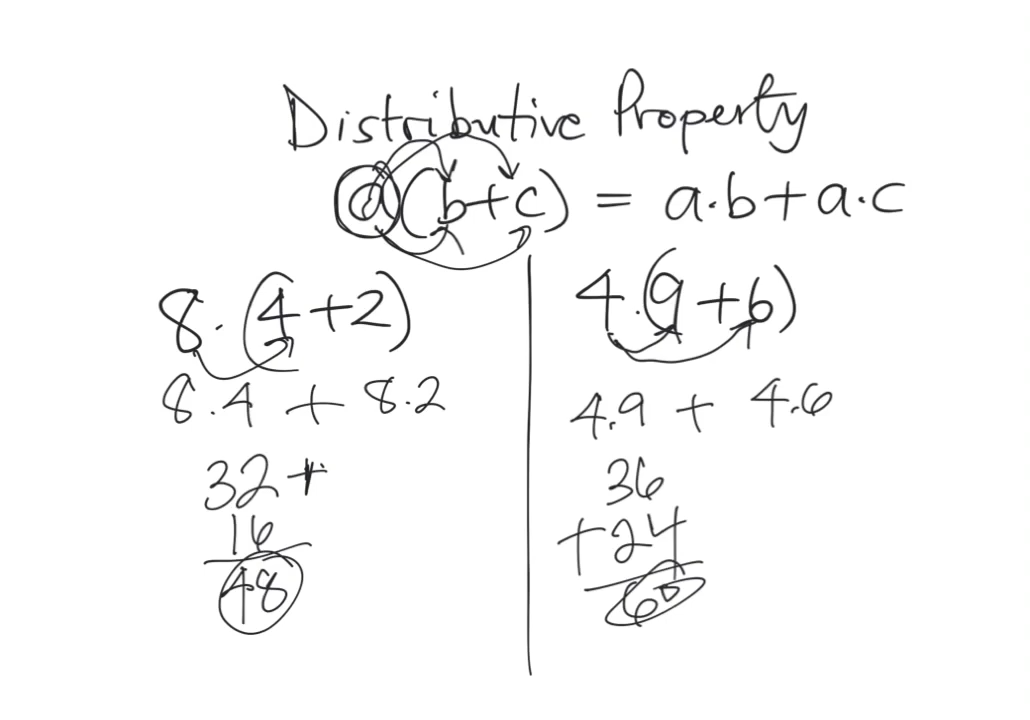 Distributive Property
a(b+c) = a·b+a·c
8·(4+2)
8.4 + 8.2
32+
16
48
4.(9+6)
4.9 + 4.6
36
+24
60